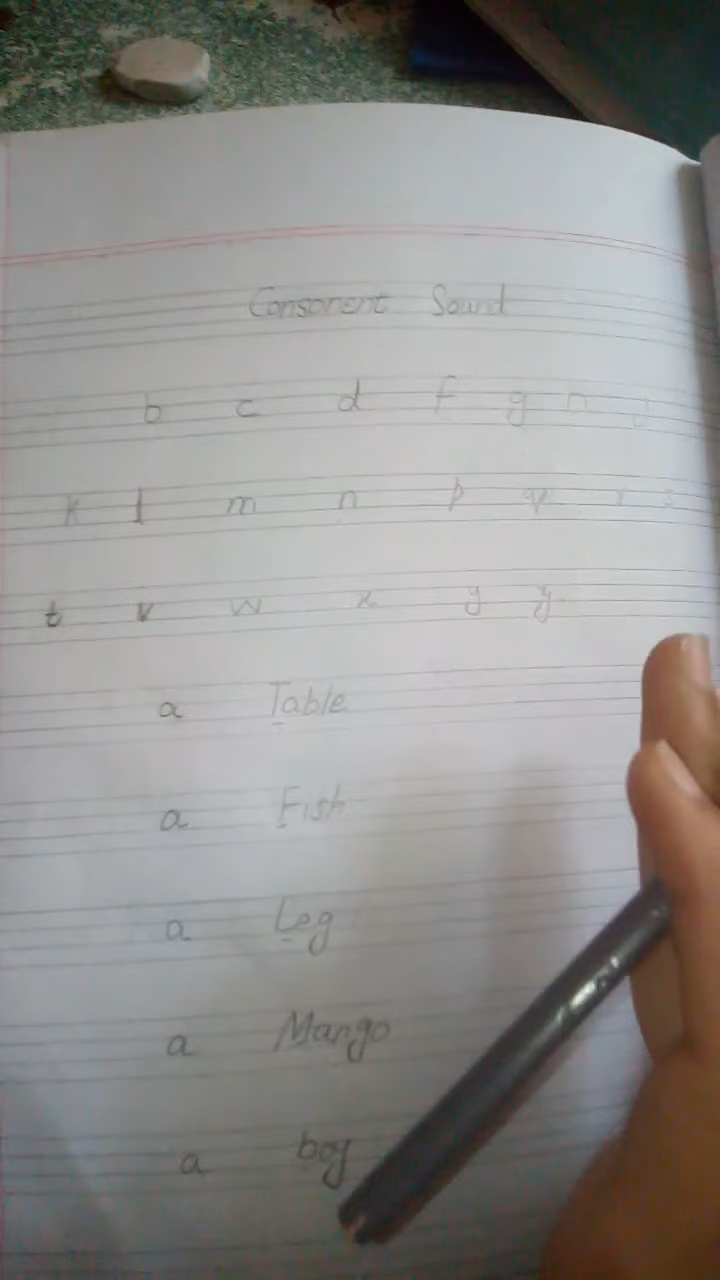 Consonent Sound
b c d f g h j
k l m n p q r s
t v w x y z
a Table
a Fish
a Leg
a Mango
a boy